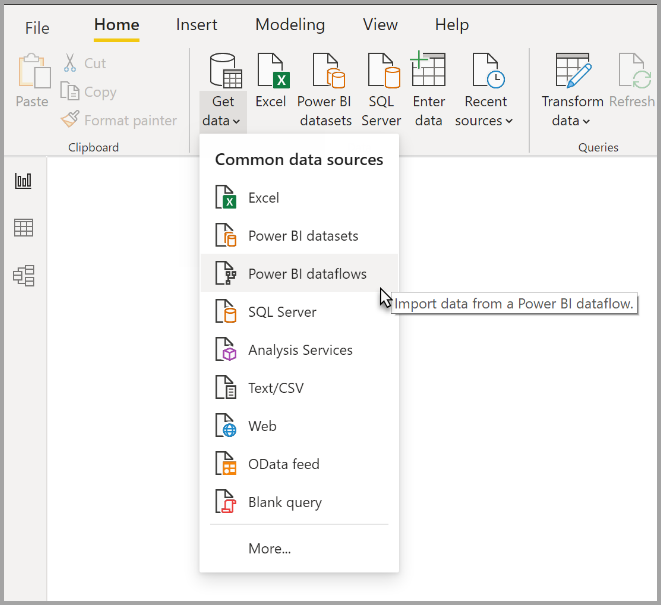 File Home Insert Modeling View Help
Paste
Cut
Copy
Format painter
Clipboard
Get
data
Excel
Power BI
datasets
SQL
Server
Enter
data
Recent
sources
Transform
data
Refresh
Queries
Common data sources
Excel
Power BI datasets
Power BI dataflows
Import data from a Power BI dataflow.
SQL Server
Analysis Services
Text/CSV
Web
OData feed
Blank query
More...